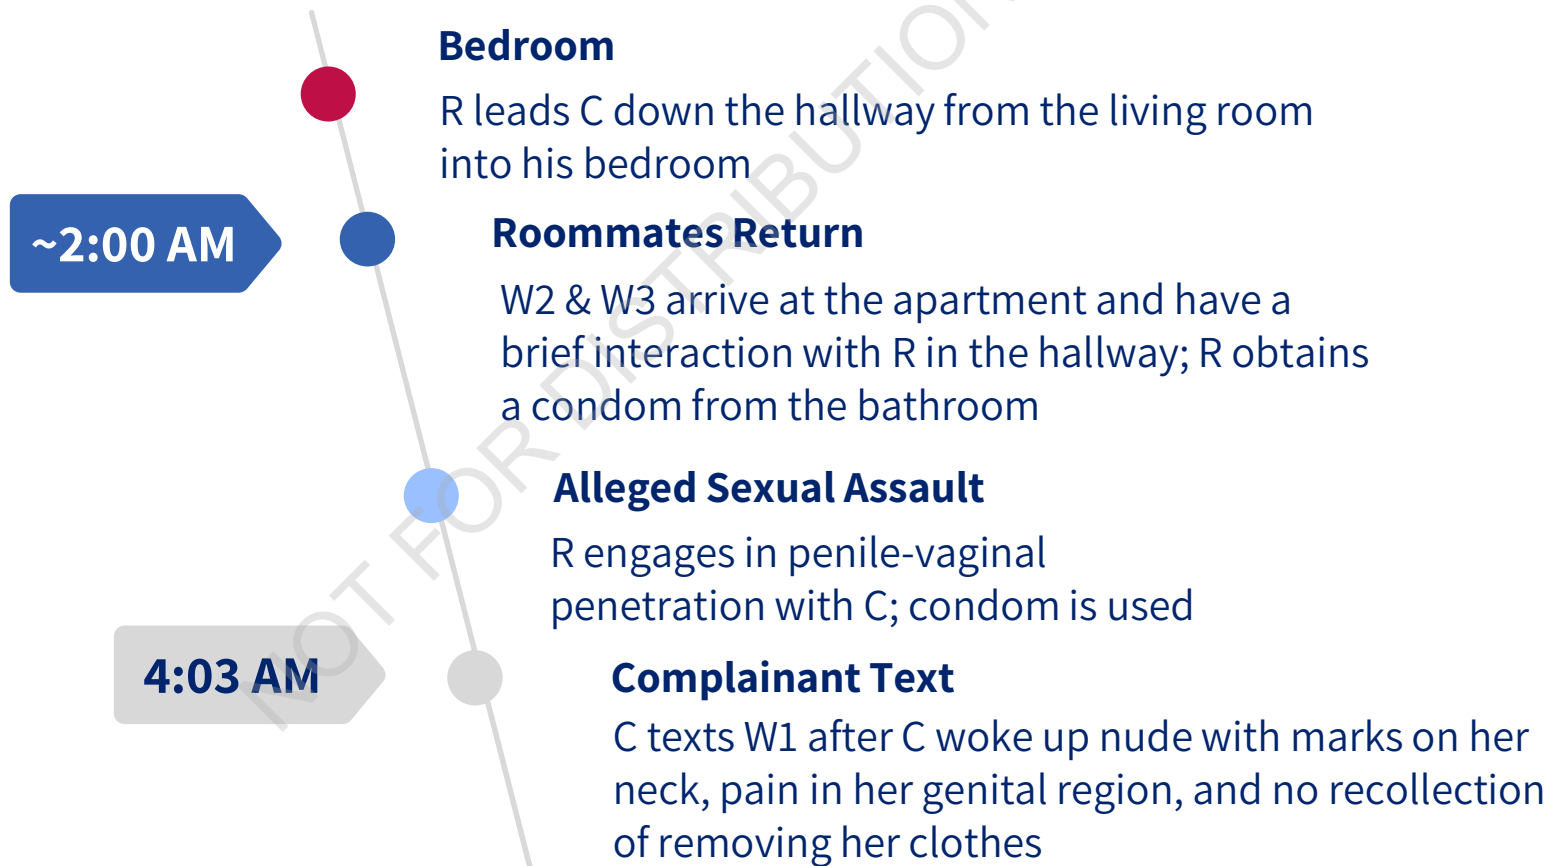 Bedroom
R leads C down the hallway from the living room
into his bedroom
~2:00 AM
Roommates Return
W2 & W3 arrive at the apartment and have a
brief interaction with R in the hallway; R obtains
a condom from the bathroom
Alleged Sexual Assault
R engages in penile-vaginal
penetration with C; condom is used
4:03 AM
Complainant Text
C texts W1 after C woke up nude with marks on her
neck, pain in her genital region, and no recollection
of removing her clothes
NOT FOR DISTRIBUTION